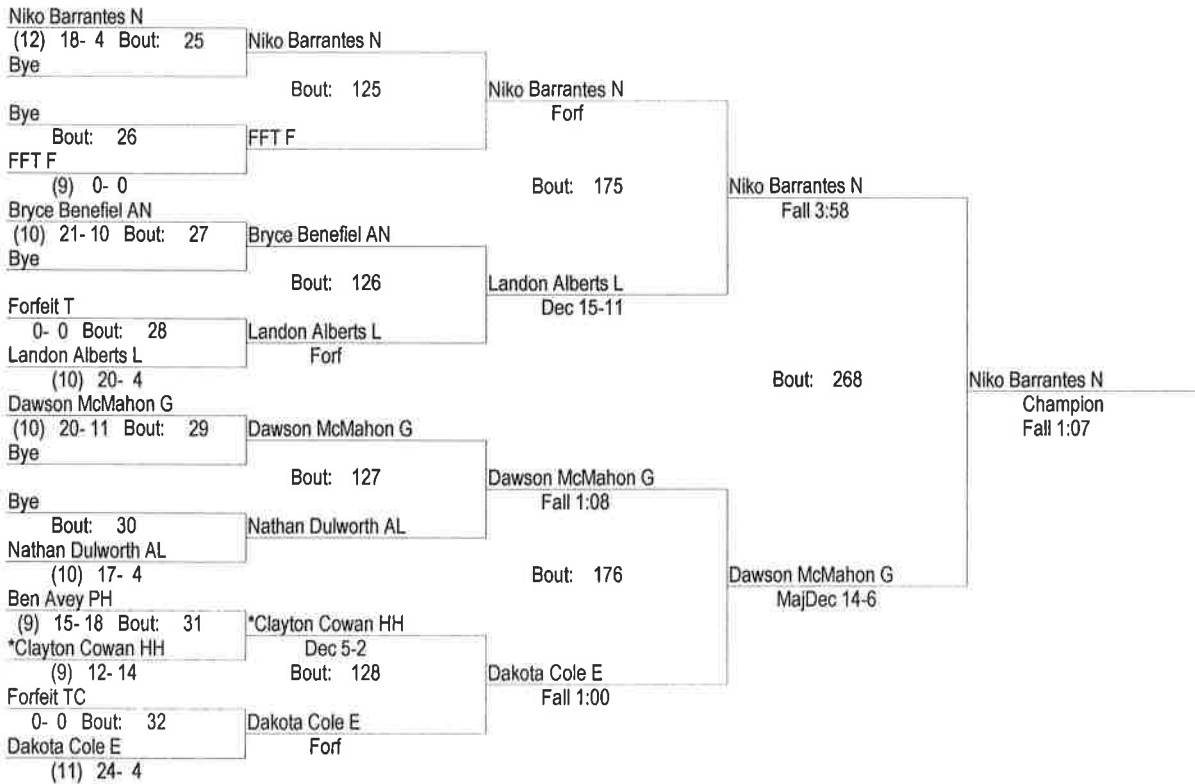 Niko Barrantes N
(12) 18- 4 Bout: 25
Bye
Bye
Bout: 26
FFT F
(9) 0- 0
Bryce Benefiel AN
(10) 21- 10 Bout: 27
Bye
Forfeit T
0- 0 Bout: 28
Landon Alberts L
(10) 20- 4
Dawson McMahon G
(10) 20- 11 Bout: 29
Bye
Bye
Bout: 30
Nathan Dulworth AL
(10) 17- 4
Ben Avey PH
(9) 15- 18 Bout: 31
*Clayton Cowan HH
(9) 12- 14
Forfeit TC
0- 0 Bout: 32
Dakota Cole E
(11) 24- 4
Niko Barrantes N
Bout: 125
FFT F
Bryce Benefiel AN
Bout: 126
Landon Alberts L
Forf
Dawson McMahon G
Bout: 127
Nathan Dulworth AL
*Clayton Cowan HH
Dec 5-2
Bout: 128
Dakota Cole E
Forf
Niko Barrantes N
Forf
Bout: 175
Landon Alberts L
Dec 15-11
Dawson McMahon G
Fall 1:08
Bout: 176
Dakota Cole E
Fall 1:00
Niko Barrantes N
Fall 3:58
Bout: 268
Dawson McMahon G
MajDec 14-6
Niko Barrantes N
Champion
Fall 1:07